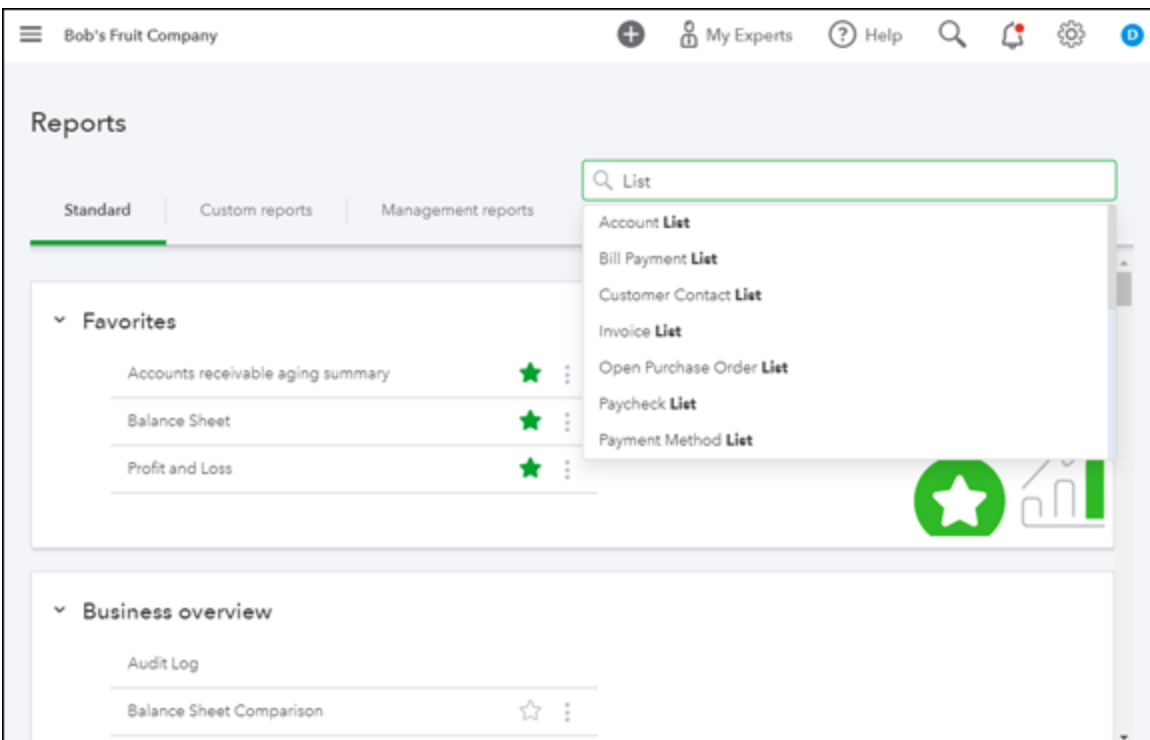 Bob's Fruit Company
My Experts
? Help
D
Reports
List
Standard
Custom reports
Management reports
Account List
Bill Payment List
Customer Contact List
Invoice List
Open Purchase Order List
Paycheck List
Payment Method List
Favorites
Accounts receivable aging summary
Balance Sheet
Profit and Loss
Business overview
Audit Log
Balance Sheet Comparison